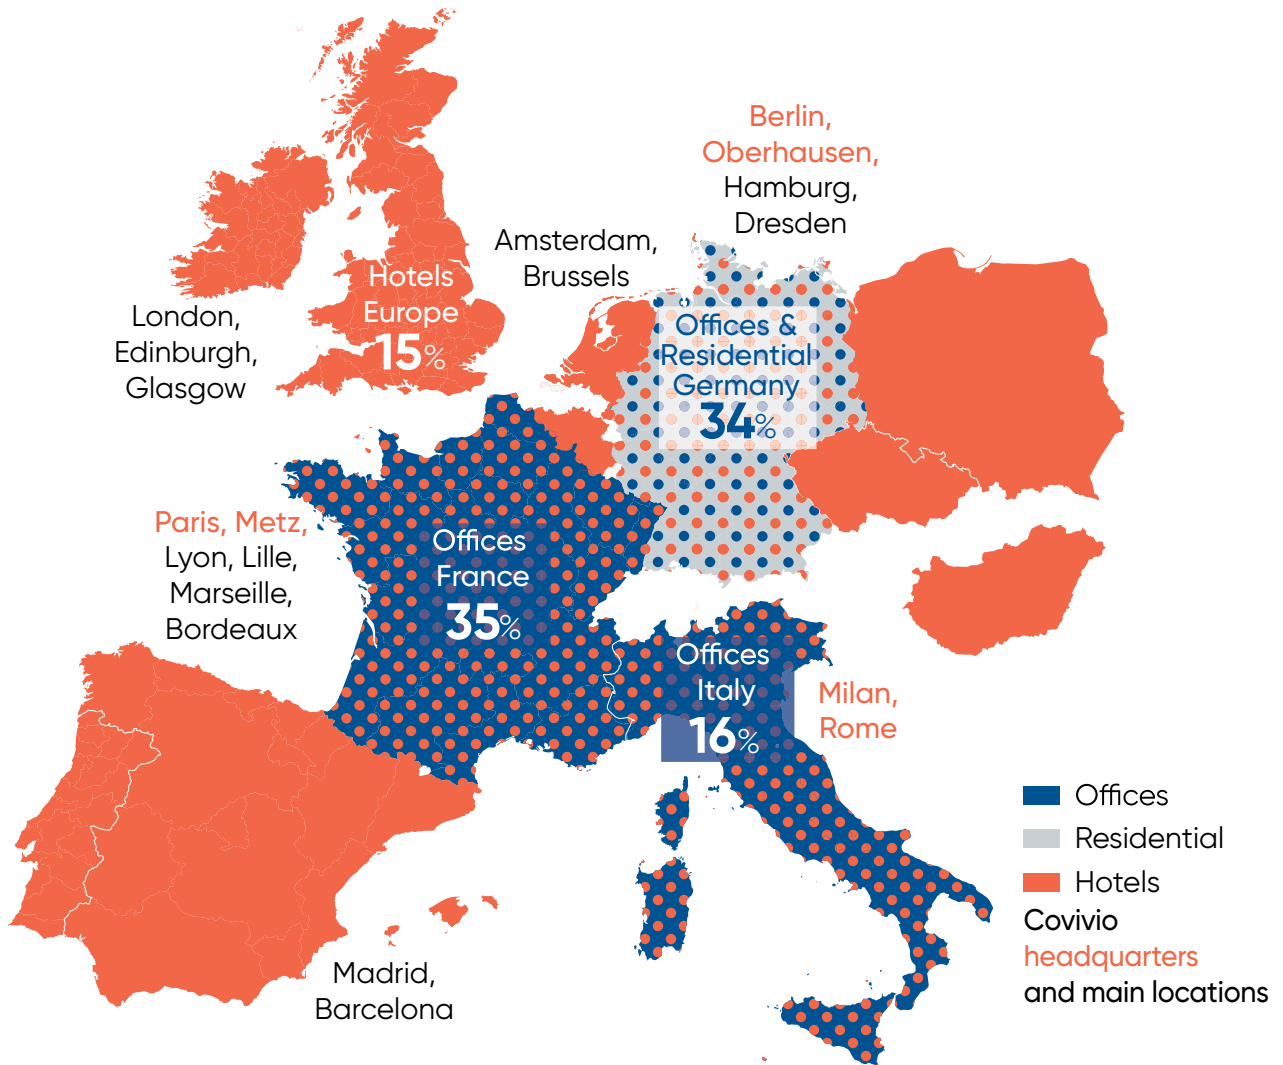 Berlin,
Oberhausen,
Hamburg,
Dresden
Amsterdam,
Brussels
Hotels
Europe
15%
London,
Edinburgh,
Glasgow
Offices &
Residential
Germany
34%
Paris, Metz,
Lyon, Lille,
Marseille,
Bordeaux
Offices
France
35%
Offices
Italy
16%
Milan,
Rome
Madrid,
Barcelona
Offices
Residential
Hotels
Covivio
headquarters
and main locations